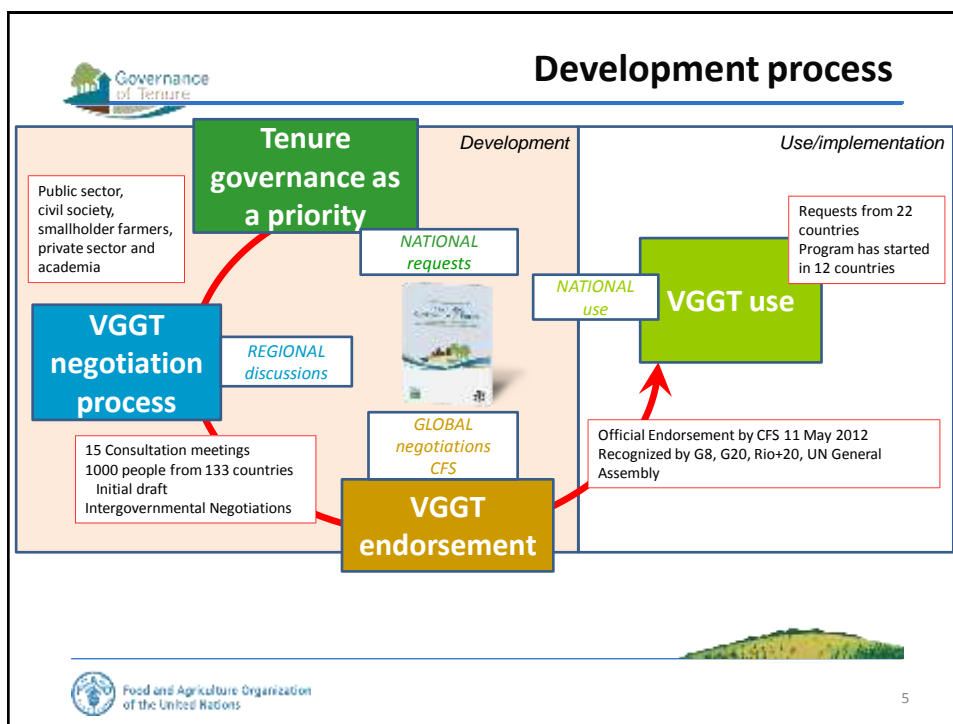 Governance
of Tenure
Development process
Development
Use/implementation
Tenure
governance as
a priority
Public sector,
civil society,
smallholder farmers,
private sector and
academia
NATIONAL
requests
Requests from 22
countries
Program has started
in 12 countries
NATIONAL
use
VGGT use
VGGT
negotiation
process
REGIONAL
discussions
GLOBAL
negotiations
CFS
15 Consultation meetings
1000 people from 133 countries
Initial draft
Intergovernmental Negotiations
Official Endorsement by CFS 11 May 2012
Recognized by G8, G20, Rio+20, UN General
Assembly
VGGT
endorsement
Food and Agriculture Organization
of the United Nations
5